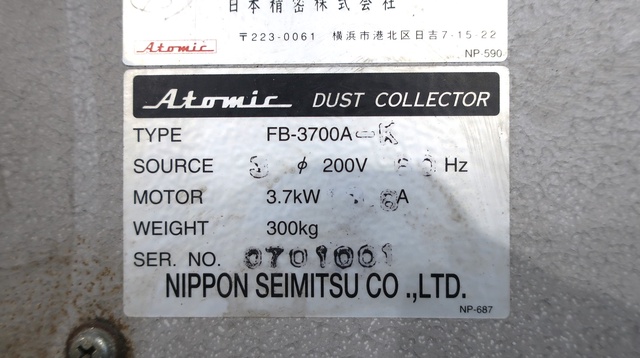 日本精密株式会社
Atomic
〒223-0061 横浜市港北区日吉7-15-22
NP-590
Atomic DUST COLLECTOR
TYPE FB-3700A-K
SOURCE 3 φ 200V Hz
MOTOR 3.7kW A
WEIGHT 300kg
SER. NO. 0701001
NIPPON SEIMITSU CO.,LTD.
NP-687